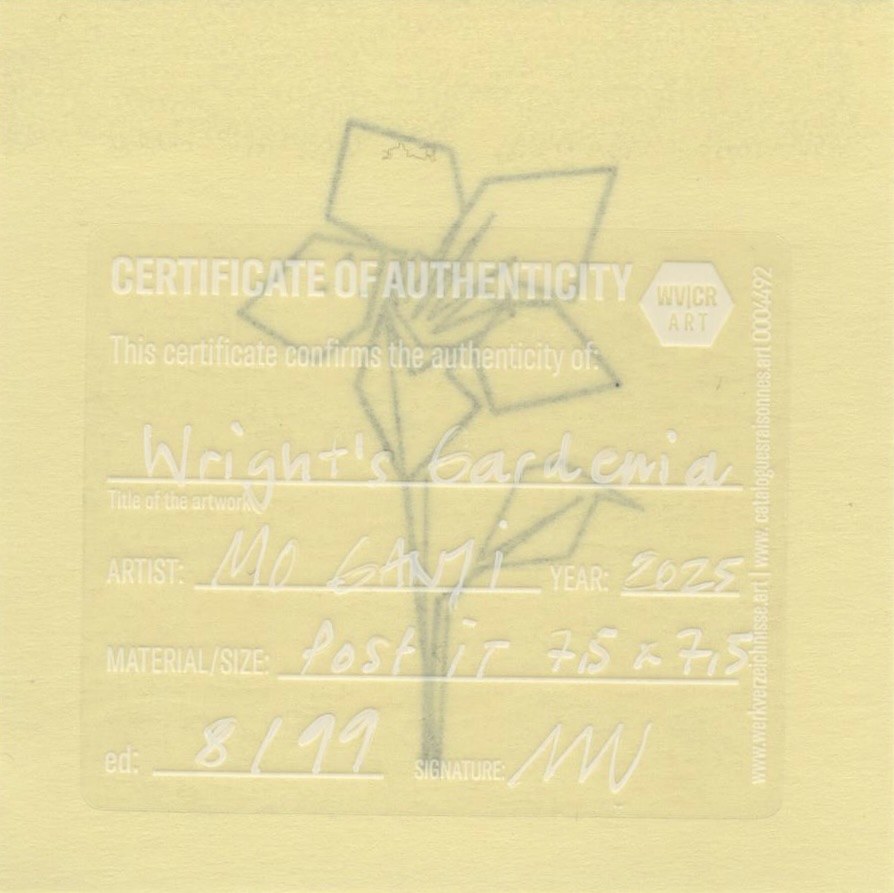 CERTIFICATE OF AUTHENTICITY
WV|CR
ART
This certificate confirms the authenticity of:
Wright's Gardenia
Title of the artwork
ARTIST: MO GANJi YEAR: 2025
MATERIAL/SIZE: Post iT 7,5 x 7,5
ed: 8/99 SIGNATURE:
www.werkverzeichnisse.art | www. cataloguesraisonnes.art 0004492